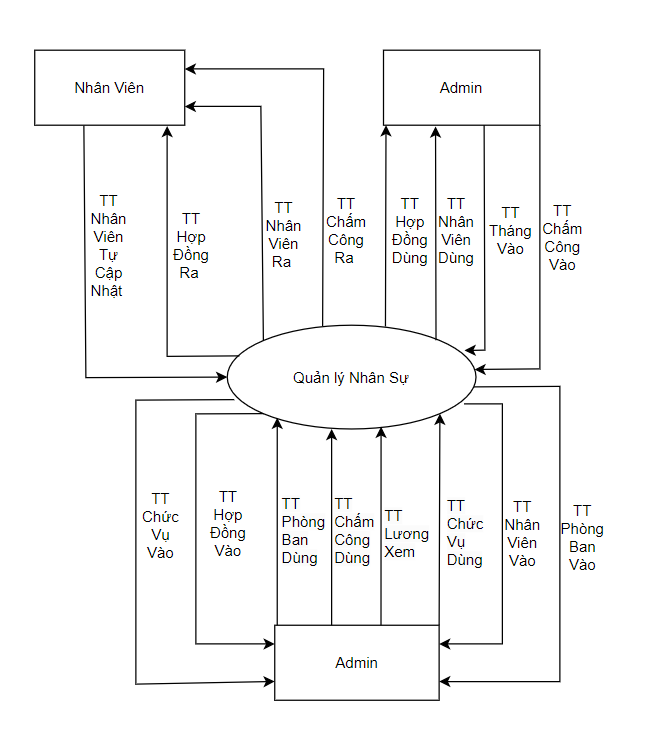 Nhân Viên
Admin
TT
Nhân
Viên
Tự
Cập
Nhật
TT
Hợp
Đồng
Ra
TT
Nhân
Viên
Ra
TT
Chấm
Công
Ra
TT
Hợp
Đồng
Dùng
TT
Nhân
Viên
Dùng
TT
Tháng
Vào
TT
Chấm
Công
Vào
Quản lý Nhân Sự
TT
Chức
Vụ
Vào
TT
Hợp
Đồng
Vào
TT
Phòng
Ban
Dùng
TT
Chấm
Công
Dùng
TT
Lương
Xem
TT
Chức
Vụ
Dùng
TT
Nhân
Viên
Vào
TT
Phòng
Ban
Vào
Admin